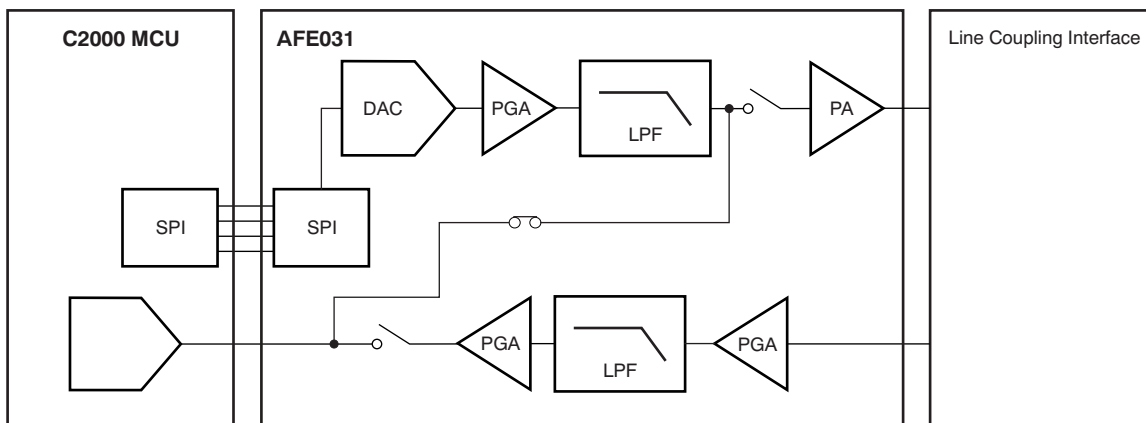 C2000 MCU
AFE031
Line Coupling Interface
DAC
PGA
LPF
PA
SPI
SPI
PGA
LPF
PGA